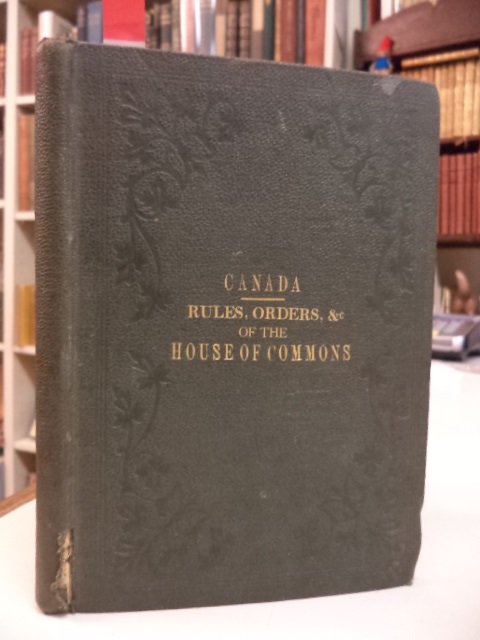 CANADA
RULES, ORDERS, &c
OF THE
HOUSE OF COMMONS